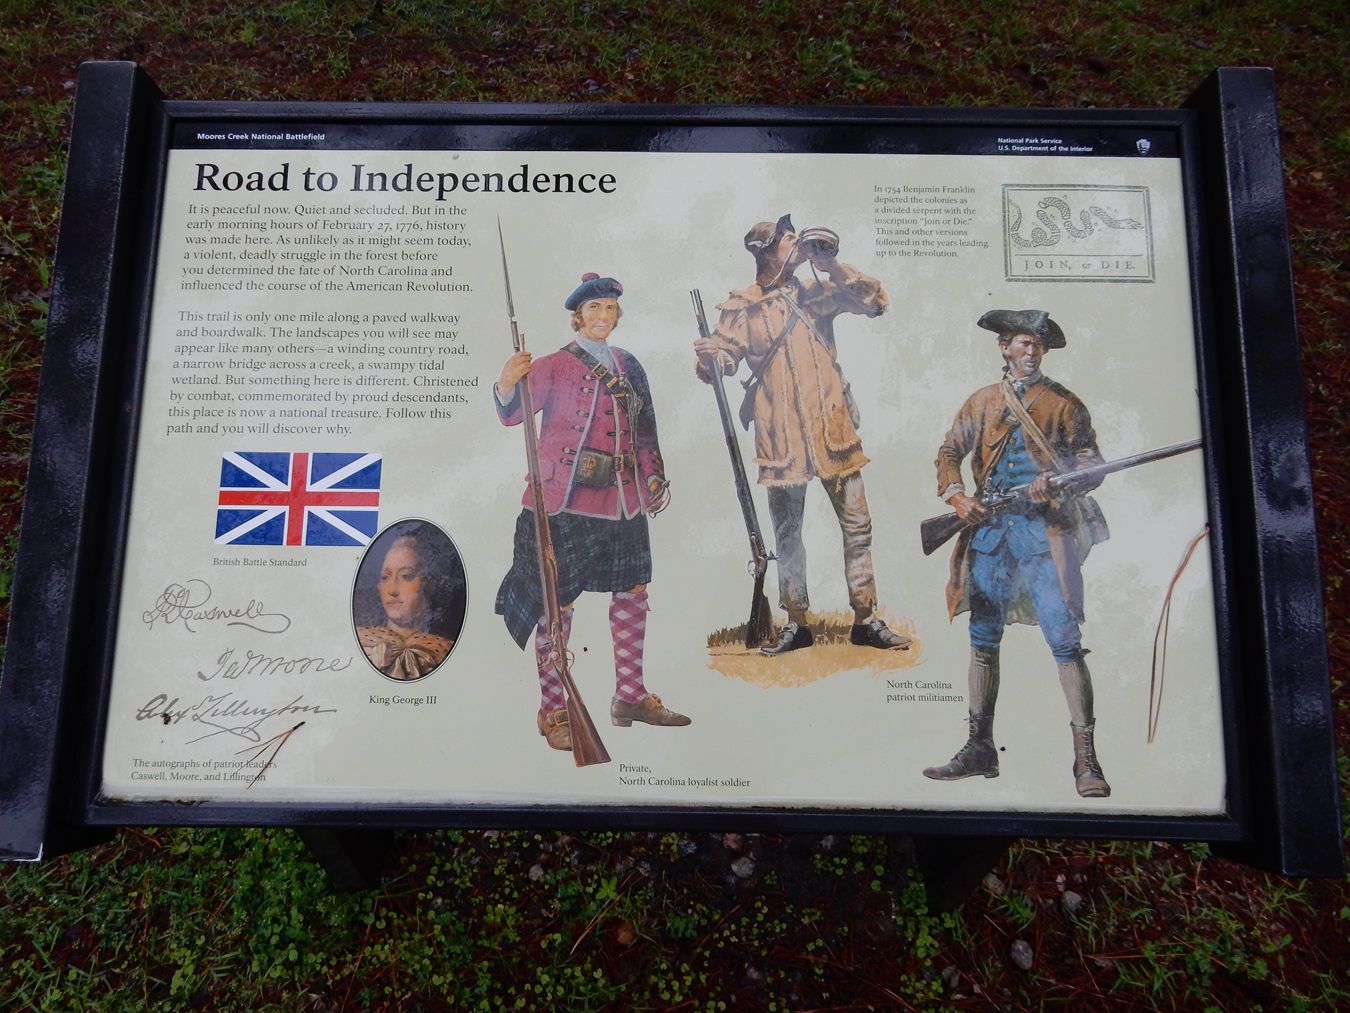 Moores Creek National Battlefield
National Park Service
U.S. Department of the Interior
Road to Independence
It is peaceful now. Quiet and secluded. But in the
early morning hours of February 27, 1776, history
was made here. As unlikely as it might seem today,
a violent, deadly struggle in the forest before
you determined the fate of North Carolina and
influenced the course of the American Revolution.
This trail is only one mile along a paved walkway
and boardwalk. The landscapes you will see may
appear like many others—a winding country road,
a narrow bridge across a creek, a swampy tidal
wetland. But something here is different. Christened
by combat, commemorated by proud descendants,
this place is now a national treasure. Follow this
path and you will discover why.
British Battle Standard
King George III
R Caswell
Jas Moore
Alex Lillington
The autographs of patriot leaders
Caswell, Moore, and Lillington
Private,
North Carolina loyalist soldier
In 1754 Benjamin Franklin
depicted the colonies as
a divided serpent with the
inscription "Join or Die."
This and other versions
followed in the years leading
up to the Revolution.
JOIN, or DIE.
North Carolina
patriot militiamen